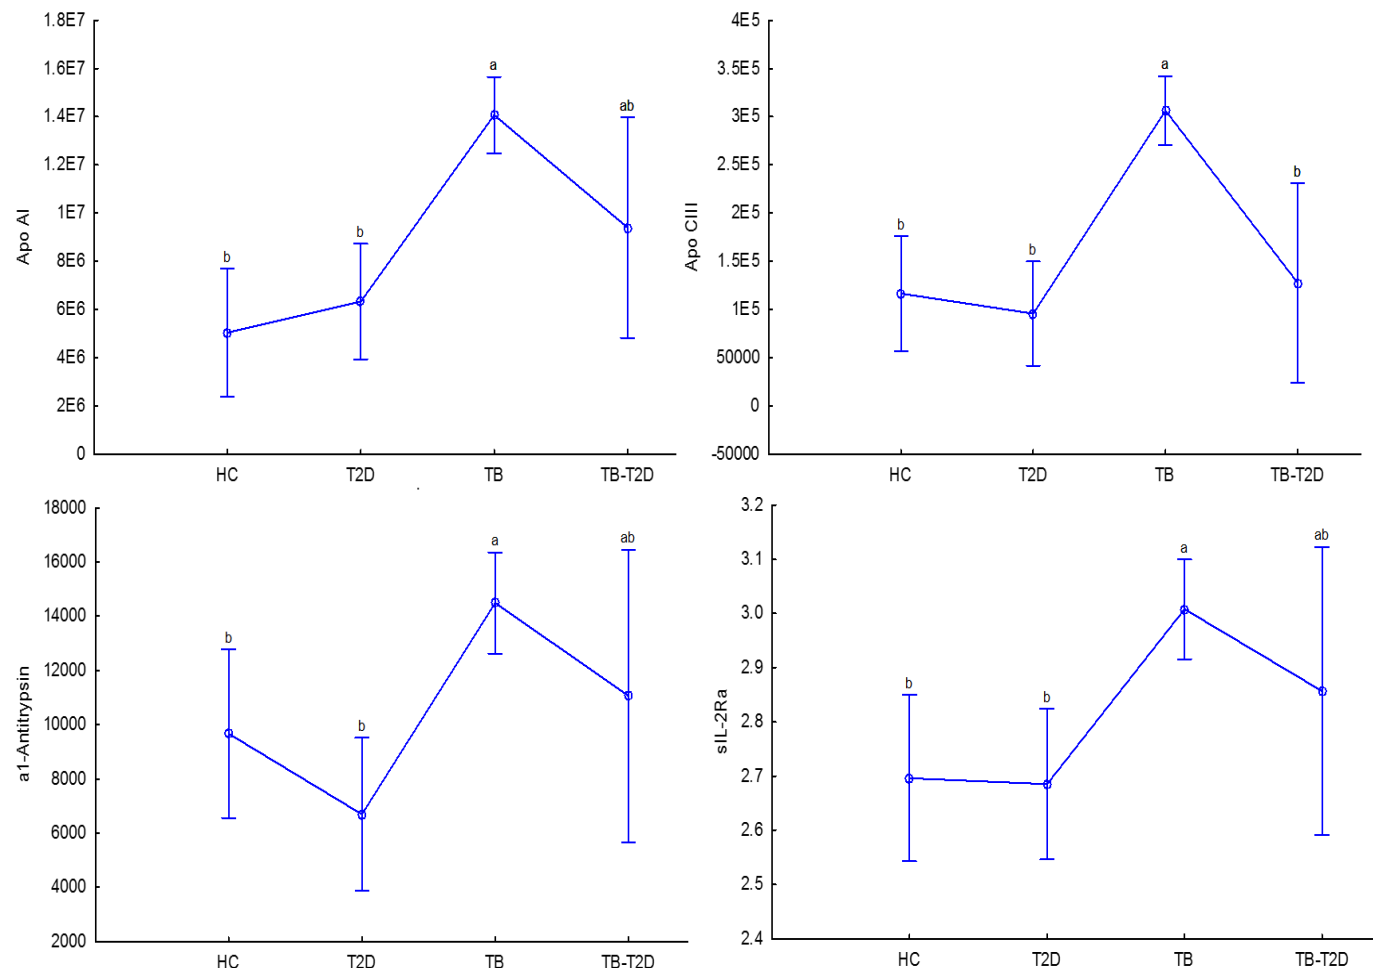 Apo AI
1.8E7
1.6E7
1.4E7
1.2E7
1E7
8E6
6E6
4E6
2E6
0
b
b
a
ab
HC T2D TB TB-T2D
Apo CIII
4E5
3.5E5
3E5
2.5E5
2E5
1.5E5
1E5
50000
0
-50000
b
b
a
b
HC T2D TB TB-T2D
a1-Antitrypsin
18000
16000
14000
12000
10000
8000
6000
4000
2000
b
b
a
ab
HC T2D TB TB-T2D
sIL-2Ra
3.2
3.1
3.0
2.9
2.8
2.7
2.6
2.5
2.4
b
b
a
ab
HC T2D TB TB-T2D